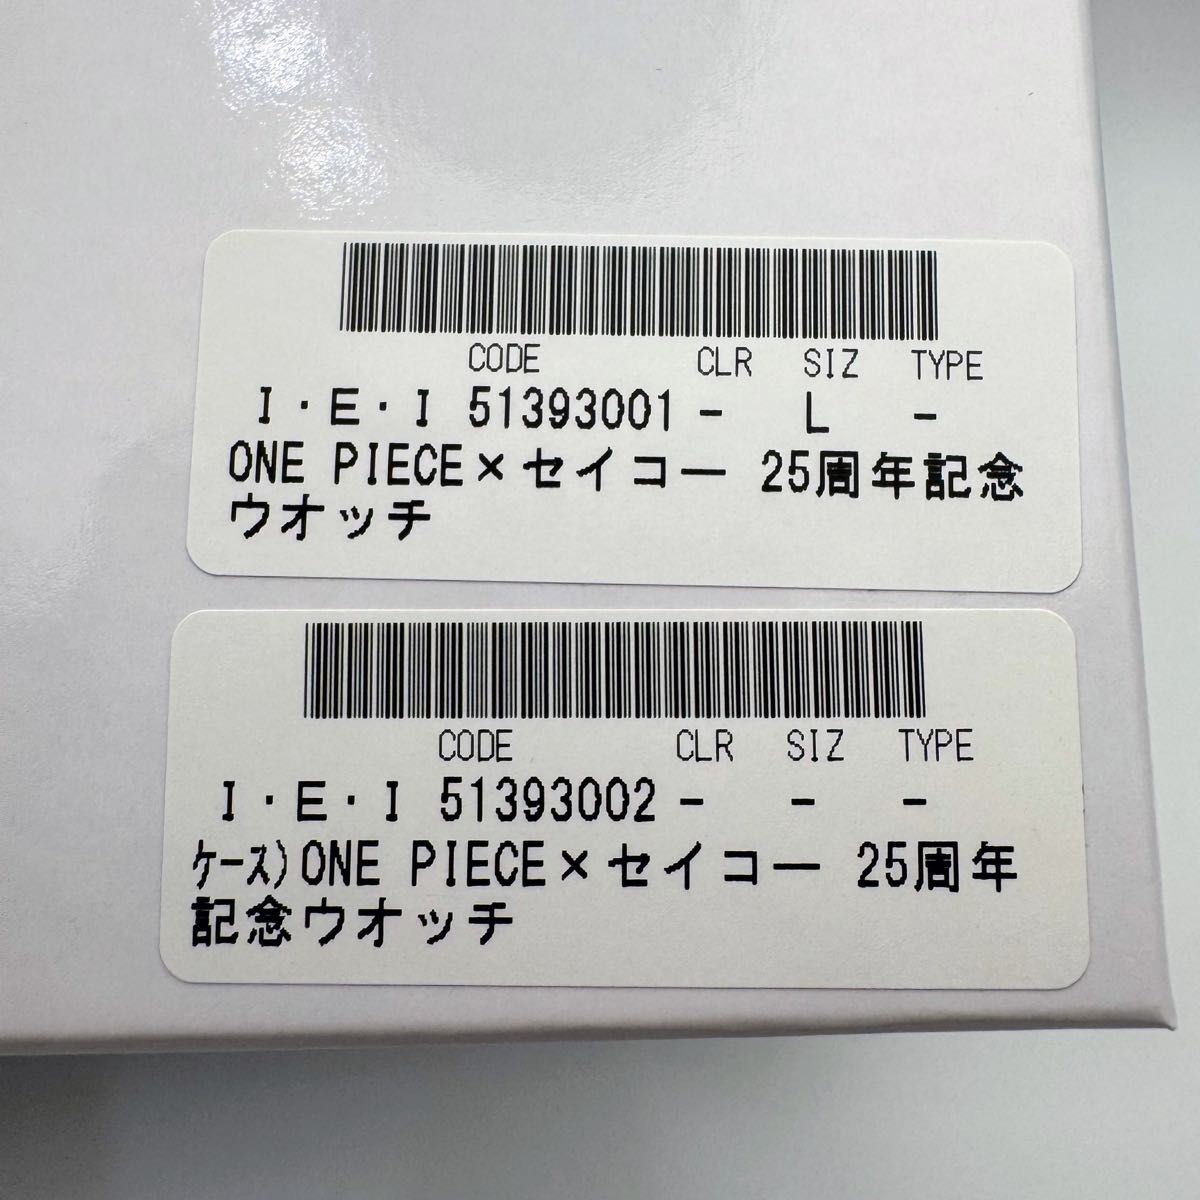 CODE CLR SIZ TYPE
I・E・I 51393001 - L -
ONE PIECE×セイコー 25周年記念
ウオッチ
CODE CLR SIZ TYPE
I・E・I 51393002 - - -
ｹｰｽ)ONE PIECE×セイコー 25周年
記念ウオッチ